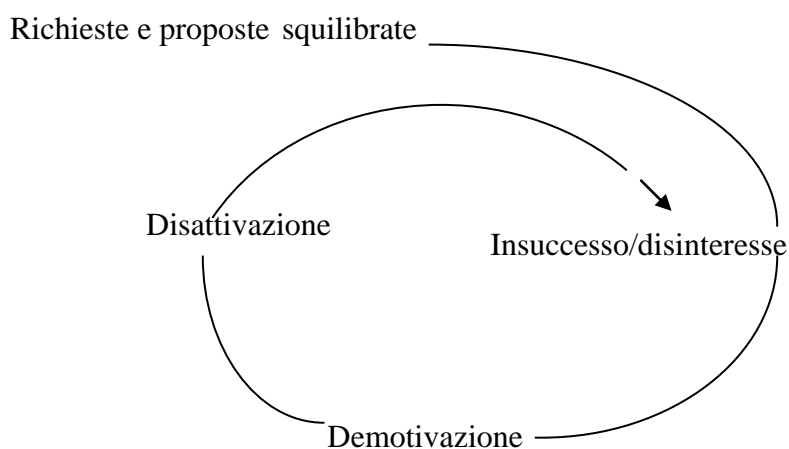 Richieste e proposte squilibrate
Disattivazione
Insuccesso/disinteresse
Demotivazione